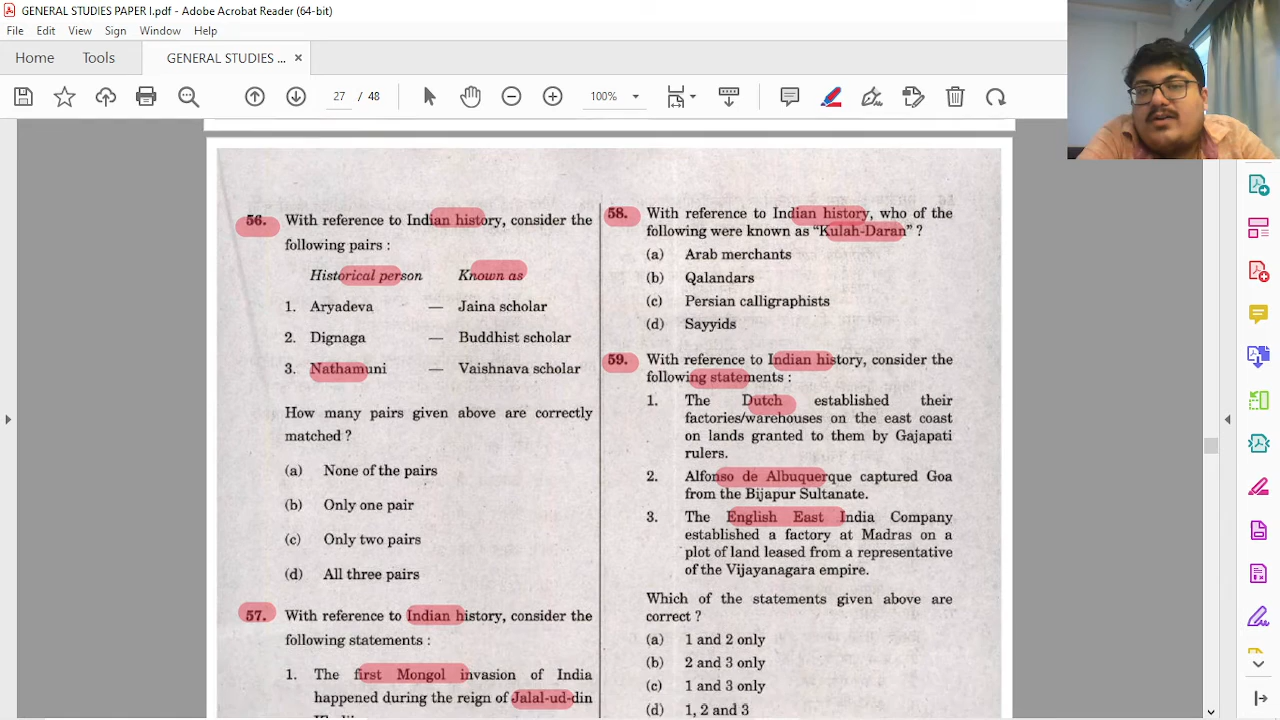 GENERAL STUDIES PAPER I.pdf - Adobe Acrobat Reader (64-bit)
File Edit View Sign Window Help
Home Tools GENERAL STUDIES ... ×
27 / 48 100%
56. With reference to Indian history, consider the
following pairs :
Historical person Known as
1. Aryadeva — Jaina scholar
2. Dignaga — Buddhist scholar
3. Nathamuni — Vaishnava scholar
How many pairs given above are correctly
matched ?
(a) None of the pairs
(b) Only one pair
(c) Only two pairs
(d) All three pairs
57. With reference to Indian history, consider the
following statements :
1. The first Mongol invasion of India
happened during the reign of Jalal-ud-din
58. With reference to Indian history, who of the
following were known as "Kulah-Daran" ?
(a) Arab merchants
(b) Qalandars
(c) Persian calligraphists
(d) Sayyids
59. With reference to Indian history, consider the
following statements :
1. The Dutch established their
factories/warehouses on the east coast
on lands granted to them by Gajapati
rulers.
2. Alfonso de Albuquerque captured Goa
from the Bijapur Sultanate.
3. The English East India Company
established a factory at Madras on a
plot of land leased from a representative
of the Vijayanagara empire.
Which of the statements given above are
correct ?
(a) 1 and 2 only
(b) 2 and 3 only
(c) 1 and 3 only
(d) 1, 2 and 3